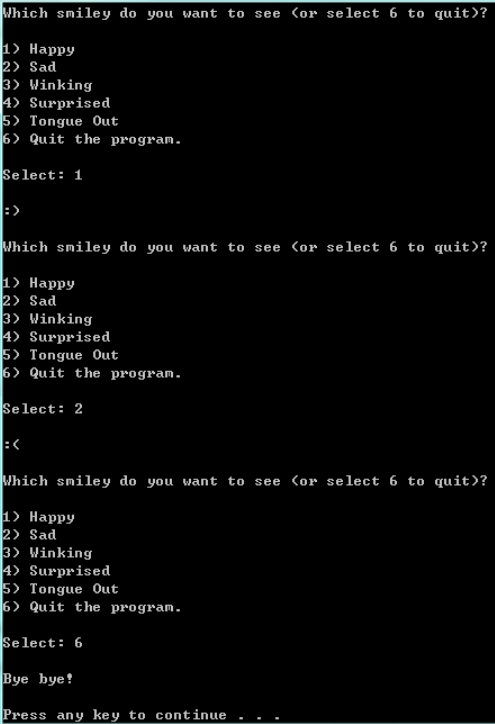 Which smiley do you want to see (or select 6 to quit)?
1) Happy
2) Sad
3) Winking
4) Surprised
5) Tongue Out
6) Quit the program.
Select: 1
:)
Which smiley do you want to see (or select 6 to quit)?
1) Happy
2) Sad
3) Winking
4) Surprised
5) Tongue Out
6) Quit the program.
Select: 2
:(
Which smiley do you want to see (or select 6 to quit)?
1) Happy
2) Sad
3) Winking
4) Surprised
5) Tongue Out
6) Quit the program.
Select: 6
Bye bye!
Press any key to continue . . .